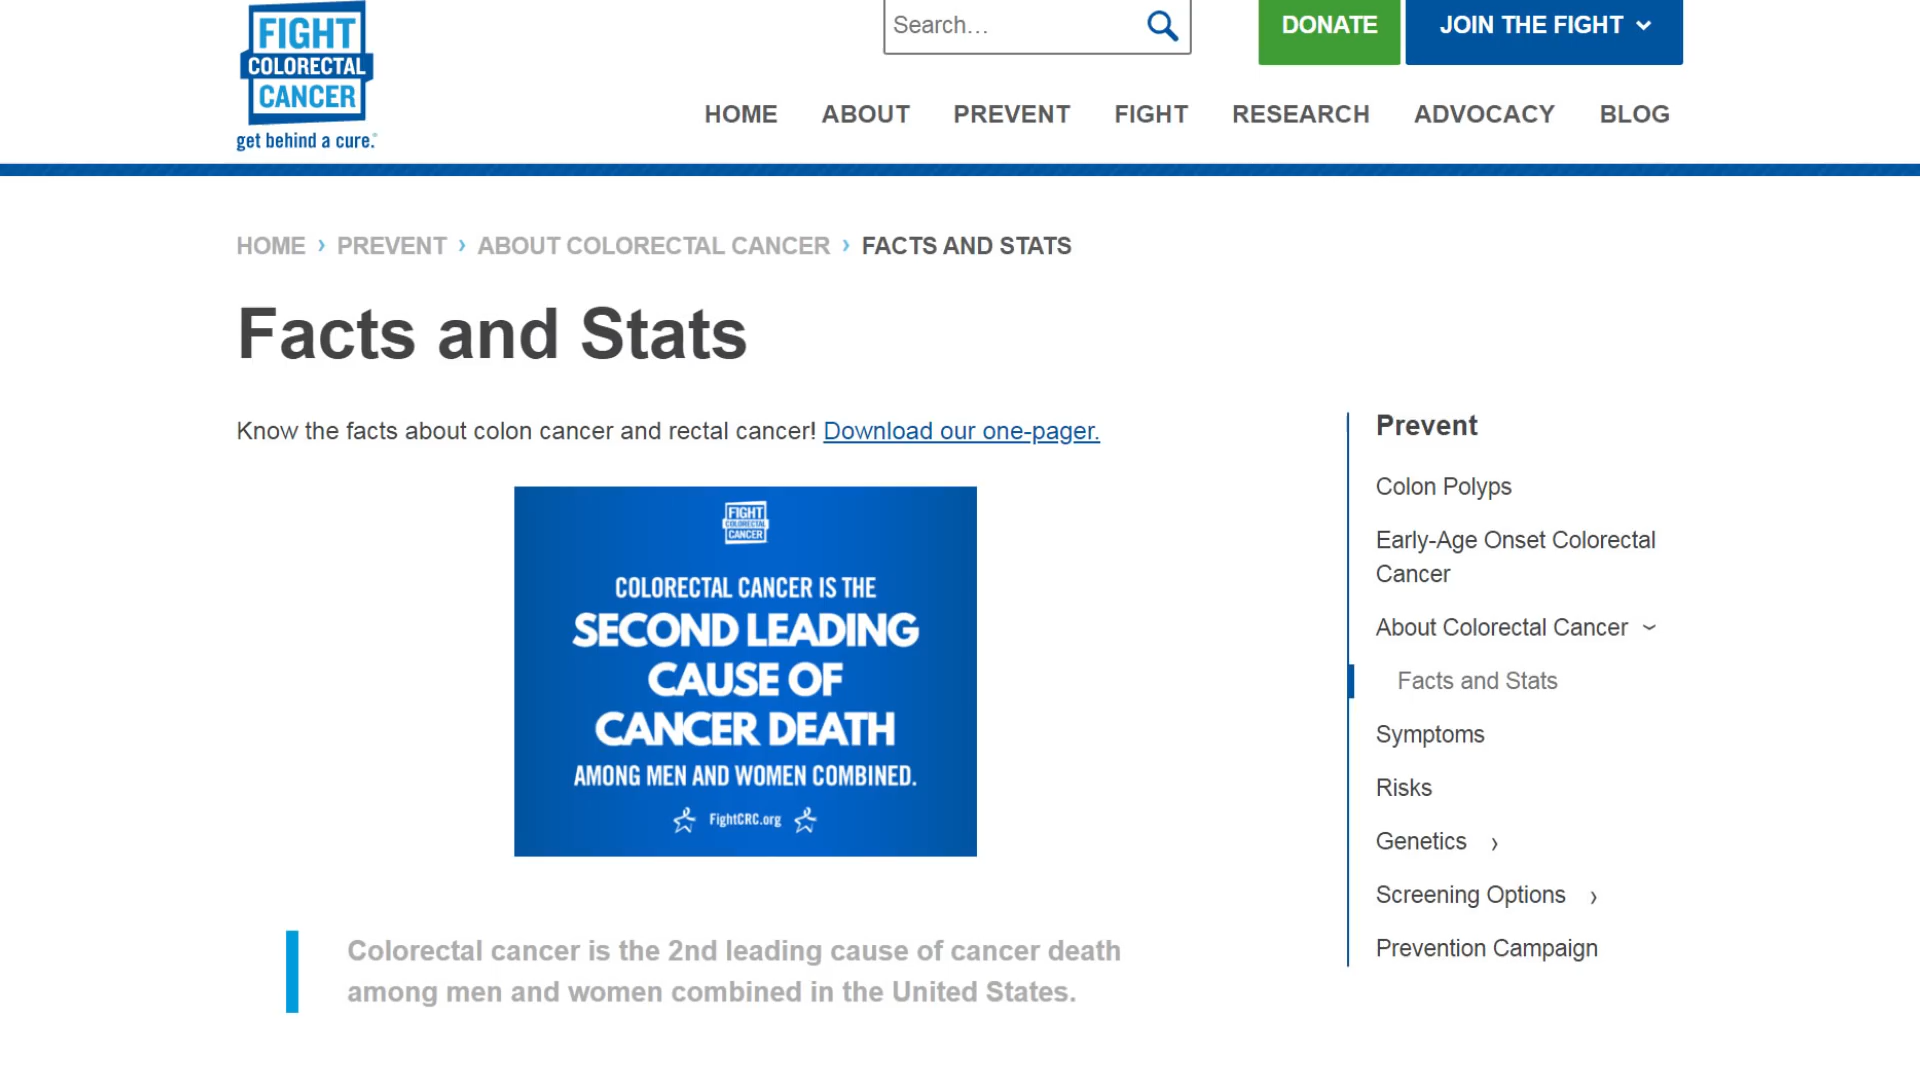 FIGHT
COLORECTAL
CANCER
get behind a cure.®
Search...
DONATE
JOIN THE FIGHT
HOME ABOUT PREVENT FIGHT RESEARCH ADVOCACY BLOG
HOME › PREVENT › ABOUT COLORECTAL CANCER › FACTS AND STATS
Facts and Stats
Know the facts about colon cancer and rectal cancer! Download our one-pager.
FIGHT
COLORECTAL
CANCER
COLORECTAL CANCER IS THE
SECOND LEADING
CAUSE OF
CANCER DEATH
AMONG MEN AND WOMEN COMBINED.
FightCRC.org
Colorectal cancer is the 2nd leading cause of cancer death
among men and women combined in the United States.
Prevent
Colon Polyps
Early-Age Onset Colorectal
Cancer
About Colorectal Cancer
Facts and Stats
Symptoms
Risks
Genetics ›
Screening Options ›
Prevention Campaign